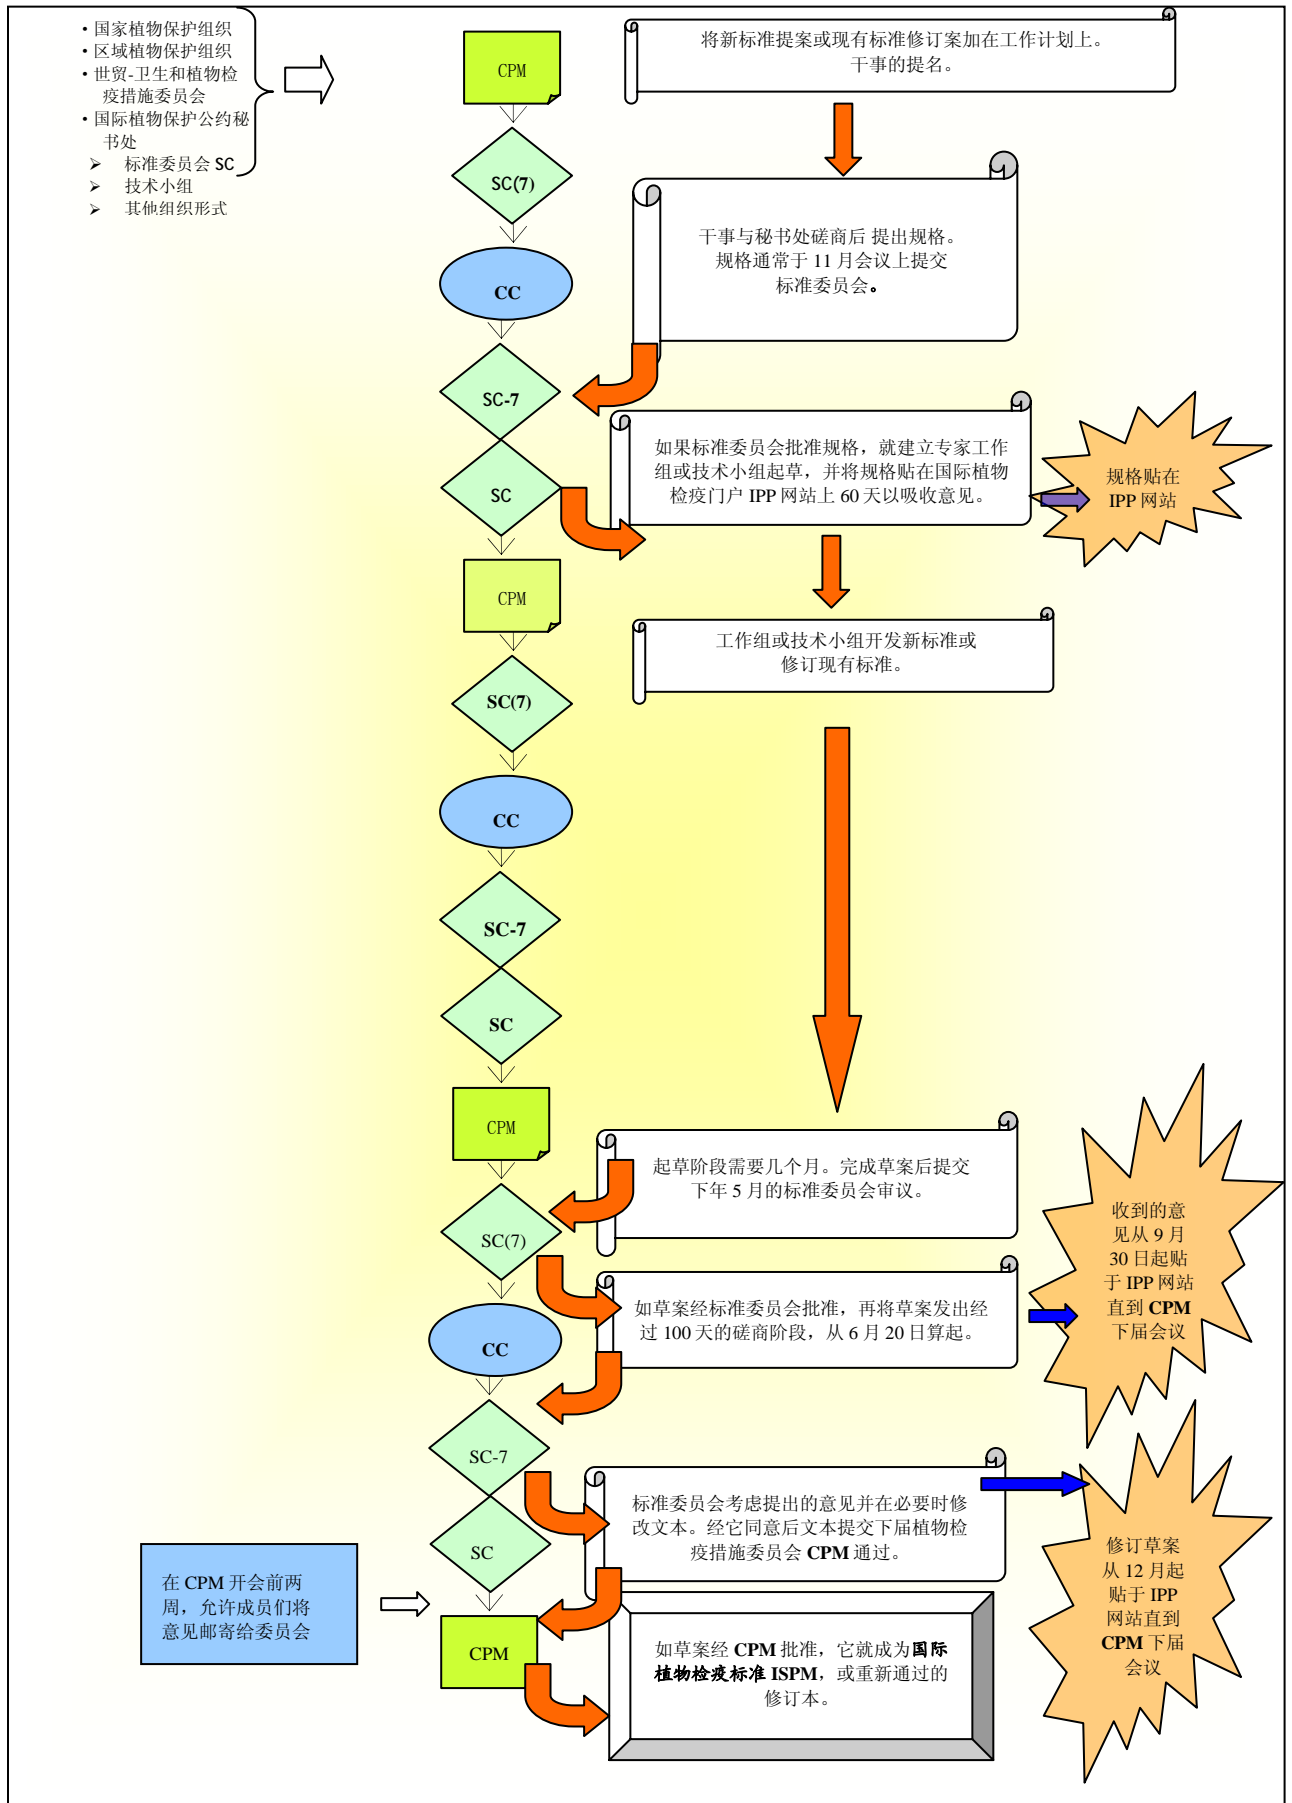 • 国家植物保护组织
• 区域植物保护组织
• 世贸-卫生和植物检
疫措施委员会
• 国际植物保护公约秘
书处
➢ 标准委员会 SC
➢ 技术小组
➢ 其他组织形式
CPM
将新标准提案或现有标准修订案加在工作计划上。
干事的提名。
SC(7)
干事与秘书处磋商后 提出规格。
规格通常于 11 月会议上提交
标准委员会。
CC
SC-7
如果标准委员会批准规格，就建立专家工作
组或技术小组起草，并将规格贴在国际植物
检疫门户 IPP 网站上 60 天以吸收意见。
规格贴在
IPP 网站
SC
CPM
工作组或技术小组开发新标准或
修订现有标准。
SC(7)
CC
SC-7
SC
CPM
起草阶段需要几个月。完成草案后提交
下年 5 月的标准委员会审议。
SC(7)
收到的意
见从 9 月
30 日起贴
于 IPP 网站
直到 CPM
下届会议
如草案经标准委员会批准，再将草案发出经
过 100 天的磋商阶段，从 6 月 20 日算起。
CC
SC-7
标准委员会考虑提出的意见并在必要时修
改文本。经它同意后文本提交下届植物检
疫措施委员会 CPM 通过。
SC
修订草案
从 12 月起
贴于 IPP
网站直到
CPM 下届
会议
在 CPM 开会前两
周，允许成员们将
意见邮寄给委员会
CPM
如草案经 CPM 批准，它就成为国际
植物检疫标准 ISPM，或重新通过的
修订本。